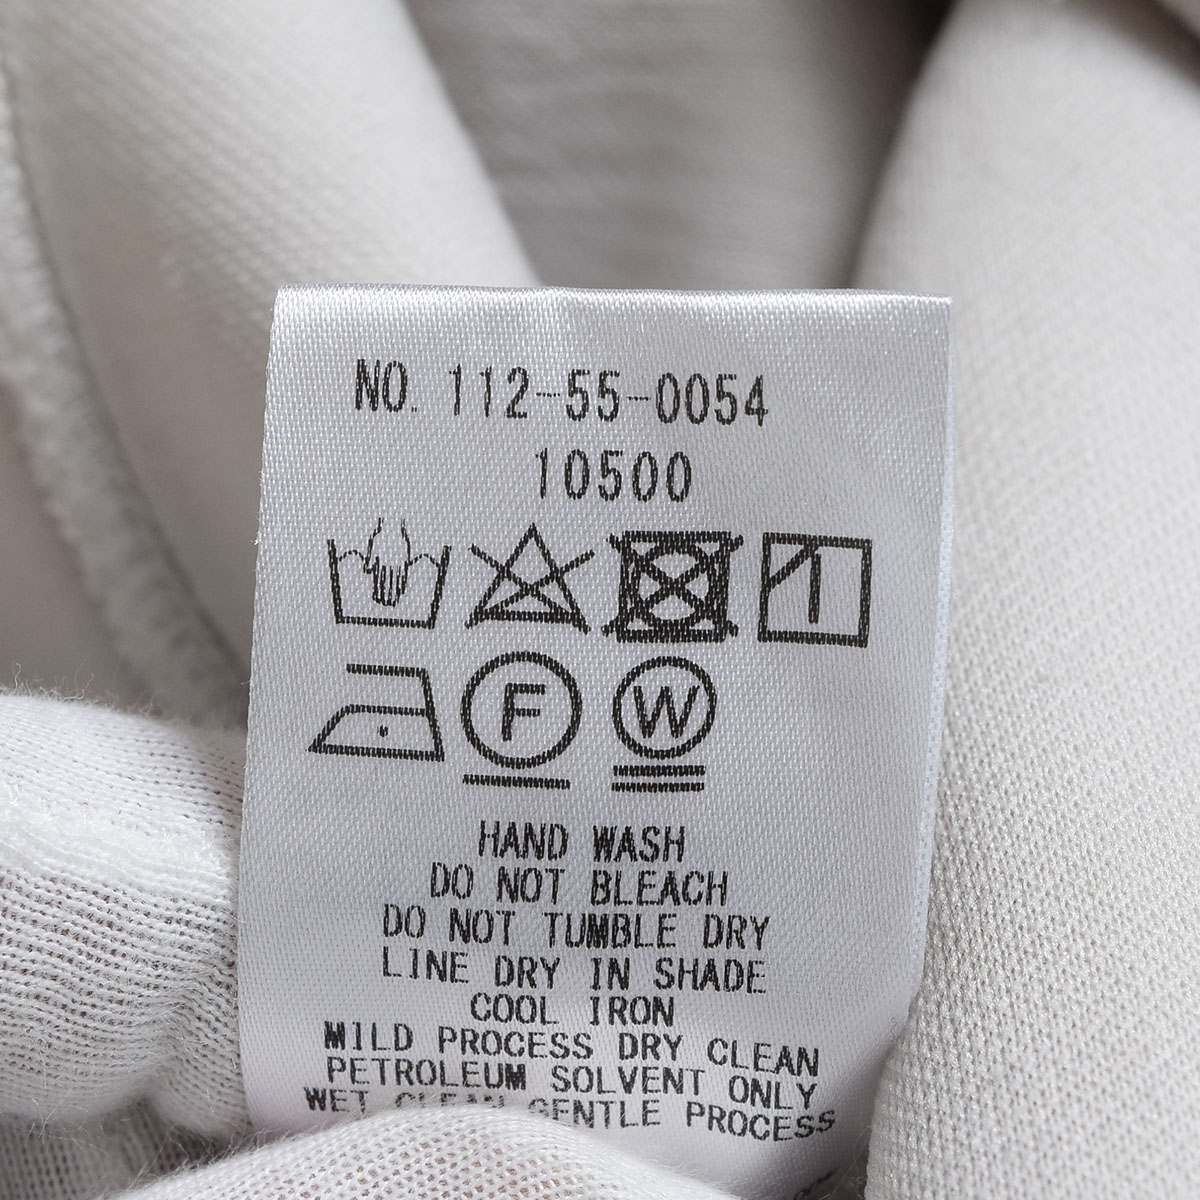 NO. 112-55-0054
10500
F W
HAND WASH
DO NOT BLEACH
DO NOT TUMBLE DRY
LINE DRY IN SHADE
COOL IRON
MILD PROCESS DRY CLEAN
PETROLEUM SOLVENT ONLY
WET CLEAN GENTLE PROCESS